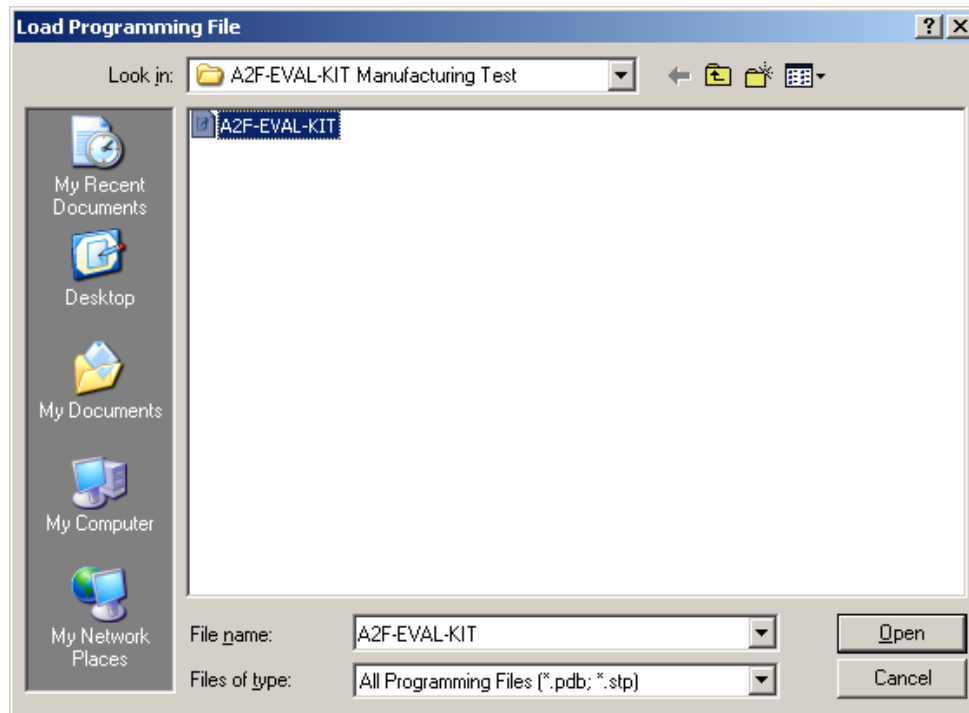 Load Programming File
Look in: A2F-EVAL-KIT Manufacturing Test
A2F-EVAL-KIT
My Recent
Documents
Desktop
My Documents
My Computer
My Network
Places
File name: A2F-EVAL-KIT Open
Files of type: All Programming Files (*.pdb; *.stp) Cancel